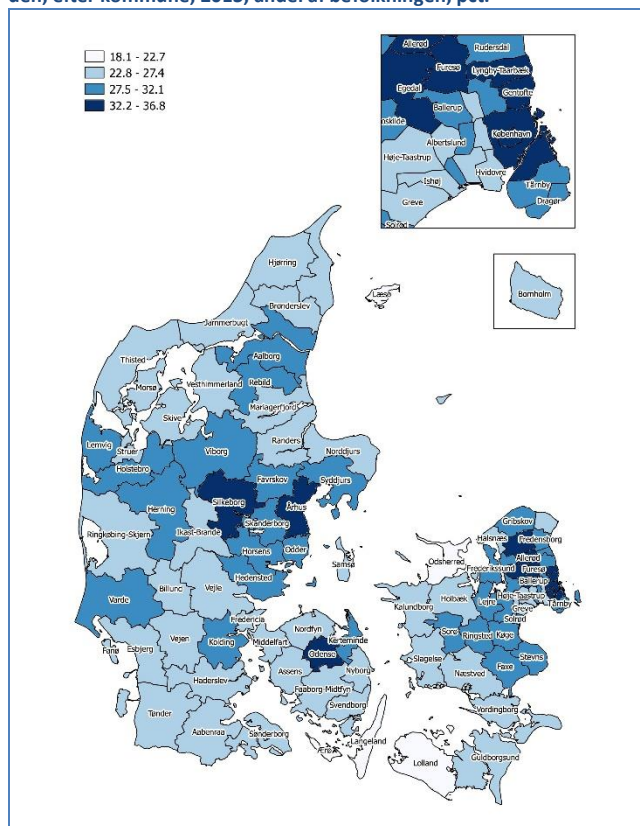 den, efter kommune, 2015, andel af befolkningen, pct.
18.1 - 22.7
22.8 - 27.4
27.5 - 32.1
32.2 - 36.8
Allerød
Rudersdal
Furesø
Lyngby-Taarbæk
Egedal
Gentofte
Ballerup
København
Albertslund
Høje-Taastrup
Hvidovre
Ishøj
Tårnby
Greve
Dragør
Solrød
Hjørring
Læsø
Bornholm
Brønderslev
Jammerbugt
Thisted
Aalborg
Vesthimmerland
Rebild
Morsø
Mariagerfjord
Skive
Lemvig
Struer
Viborg
Randers
Norddjurs
Holstebro
Favrskov
Syddjurs
Silkeborg
Århus
Herning
Skanderborg
Ringkøbing-Skjern
Ikast-Brande
Horsens
Odder
Hedensted
Samsø
Gribskov
Halsnæs
Fredensborg
Odsherred
Allerød
Frederikssund
Furesø
Ballerup
Høje-Taastrup
Tårnby
Varde
Billund
Vejle
Kalundborg
Holbæk
Lejre
Greve
Solrød
Fredericia
Nordfyn
Sorø
Ringsted
Køge
Fanø
Esbjerg
Vejen
Kolding
Middelfart
Kerteminde
Odense
Stevns
Slagelse
Næstved
Faxe
Assens
Nyborg
Haderslev
Faaborg-Midtfyn
Svendborg
Vordingborg
Tønder
Aabenraa
Sønderborg
Ærø
Langeland
Lolland
Guldborgsund